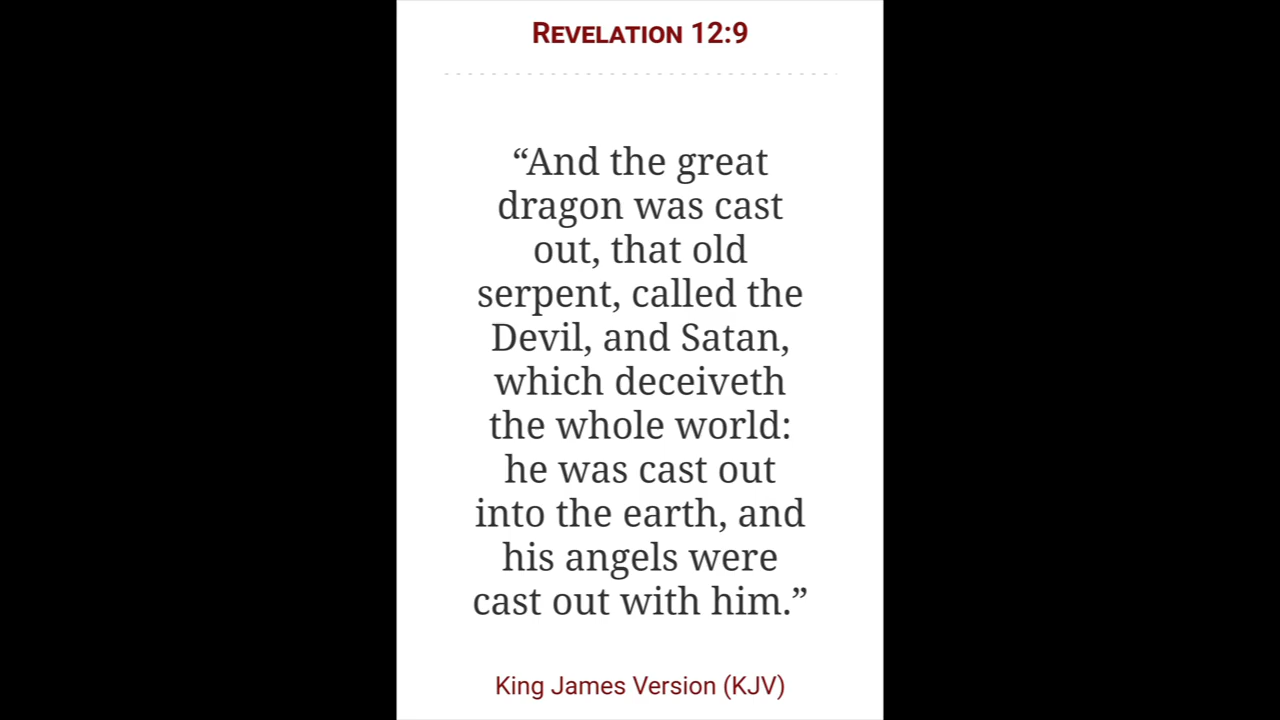 Revelation 12:9
“And the great
dragon was cast
out, that old
serpent, called the
Devil, and Satan,
which deceiveth
the whole world:
he was cast out
into the earth, and
his angels were
cast out with him.”
King James Version (KJV)